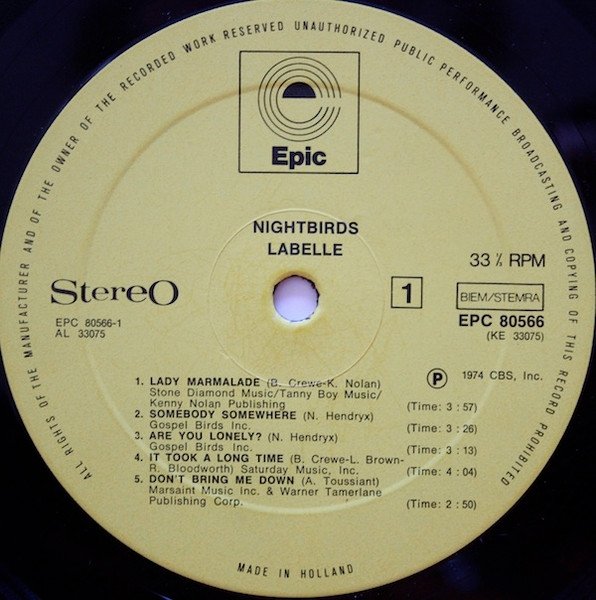 ALL RIGHTS OF THE MANUFACTURER AND OF THE OWNER OF THE RECORDED WORK RESERVED UNAUTHORIZED PUBLIC PERFORMANCE BROADCASTING AND COPYING OF THIS RECORD PROHIBITED
Epic
NIGHTBIRDS
LABELLE
33 ⅓ RPM
Stereo
1
BIEM/STEMRA
EPC 80566-1
AL 33075
EPC 80566
(KE 33075)
P 1974 CBS, Inc.
1. LADY MARMALADE (B. Crewe-K. Nolan)
Stone Diamond Music/Tanny Boy Music/
Kenny Nolan Publishing (Time: 3 : 57)
2. SOMEBODY SOMEWHERE (N. Hendryx)
Gospel Birds Inc. (Time: 3 : 26)
3. ARE YOU LONELY? (N. Hendryx)
Gospel Birds Inc. (Time: 3 : 13)
4. IT TOOK A LONG TIME (B. Crewe-L. Brown-
R. Bloodworth) Saturday Music, Inc. (Time: 4 : 04)
5. DON'T BRING ME DOWN (A. Toussiant)
Marsaint Music Inc. & Warner Tamerlane
Publishing Corp. (Time: 2 : 50)
MADE IN HOLLAND